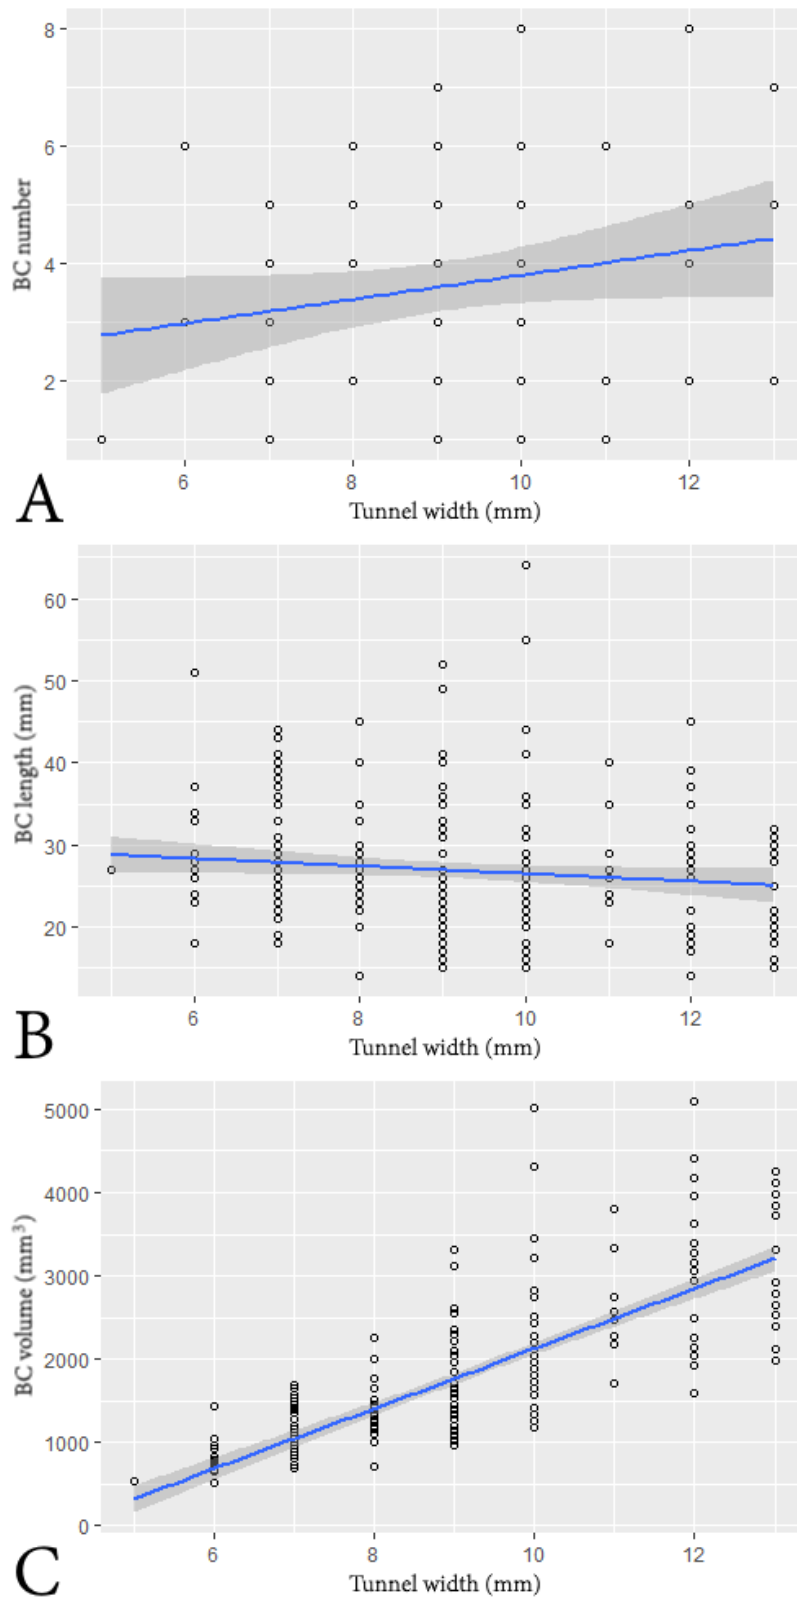 8
6
4
2
BC number
6 8 10 12
Tunnel width (mm)
A
60
50
40
30
20
BC length (mm)
6 8 10 12
Tunnel width (mm)
B
5000
4000
3000
2000
1000
0
BC volume (mm³)
6 8 10 12
Tunnel width (mm)
C